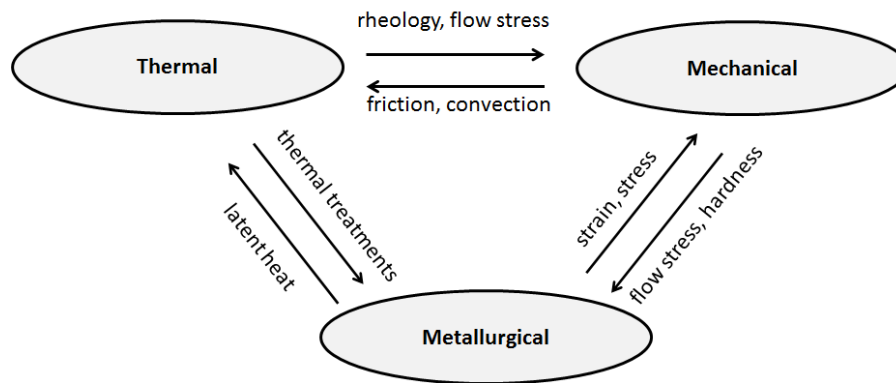 rheology, flow stress
Thermal
Mechanical
friction, convection
thermal treatments
latent heat
strain, stress
flow stress, hardness
Metallurgical